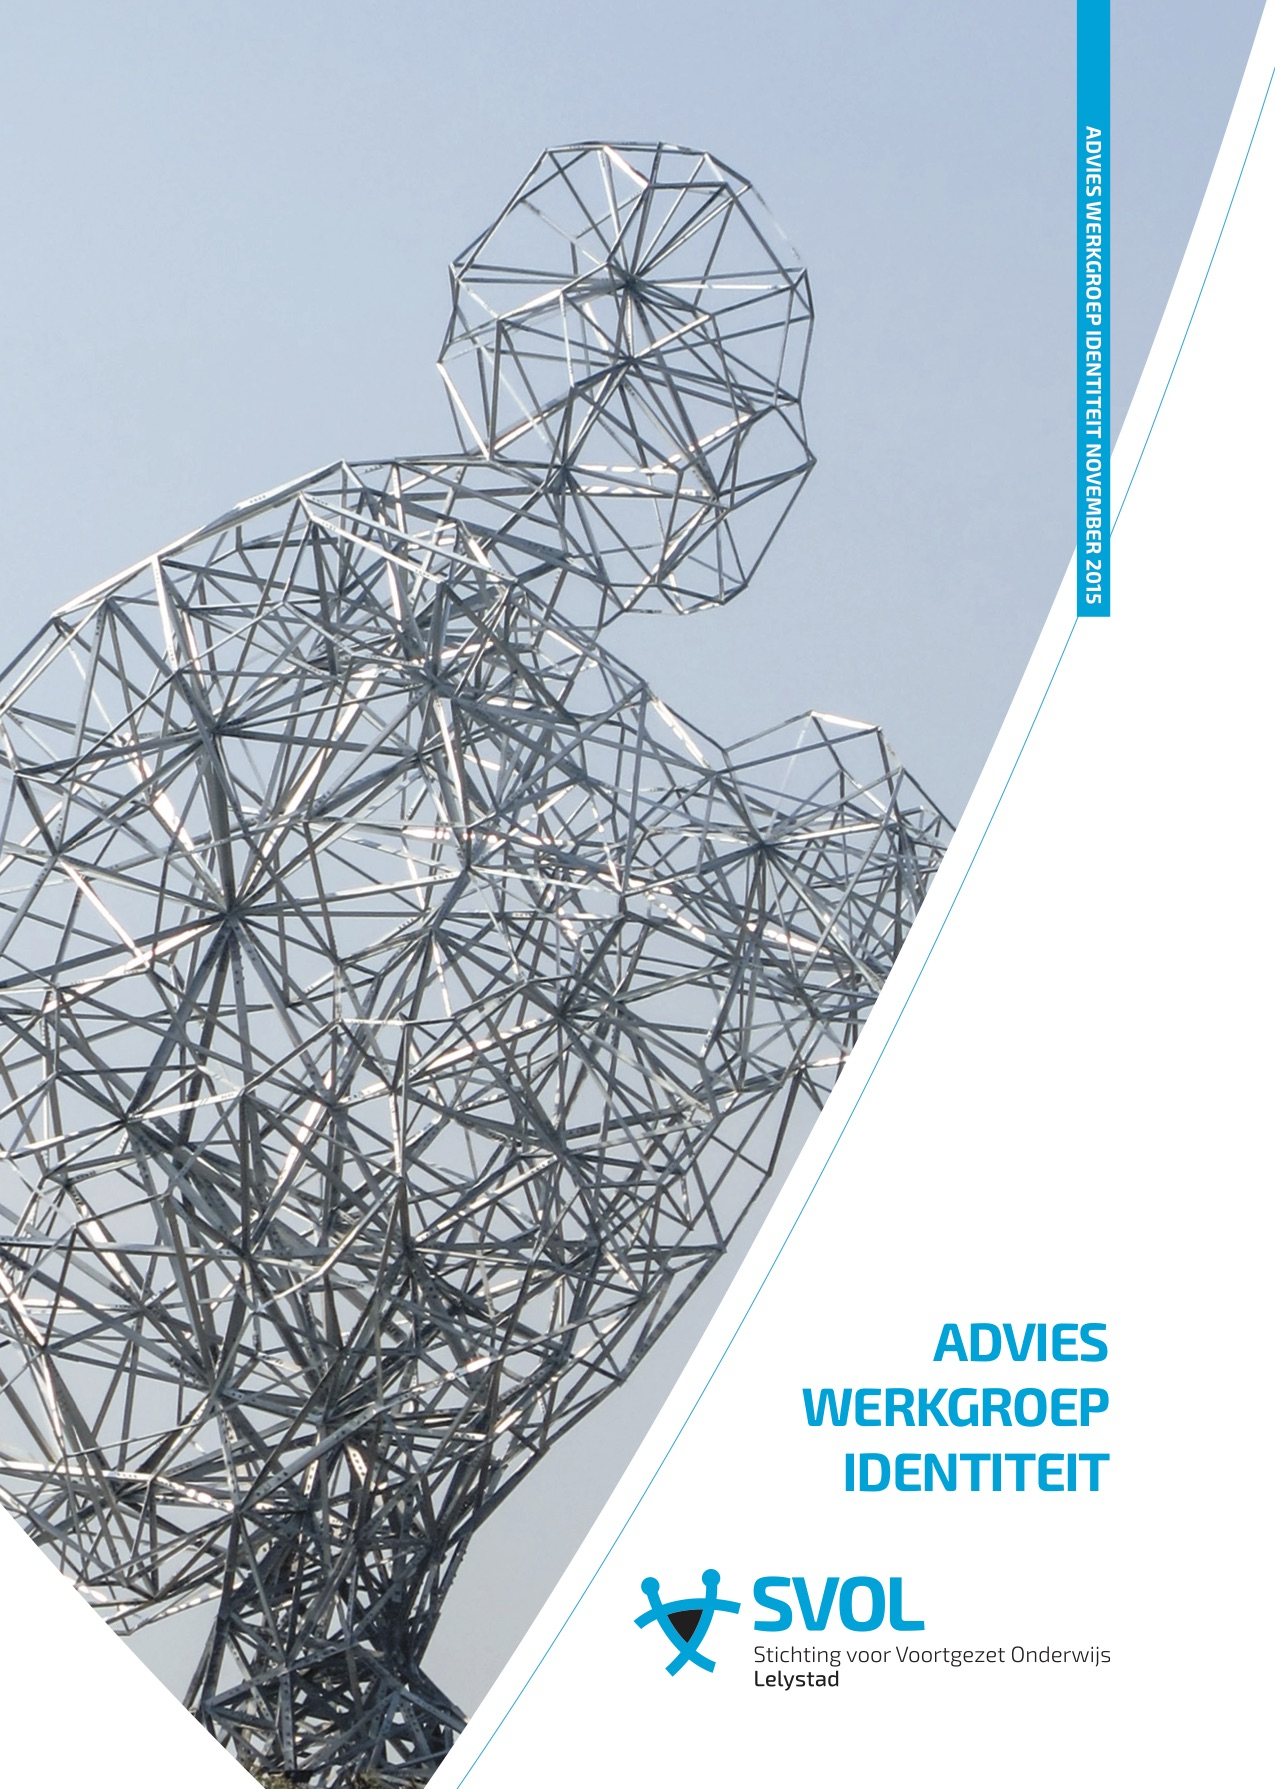 ADVIES WERKGROEP IDENTITEIT NOVEMBER 2015
ADVIES
WERKGROEP
IDENTITEIT
SVOL
Stichting voor Voortgezet Onderwijs
Lelystad